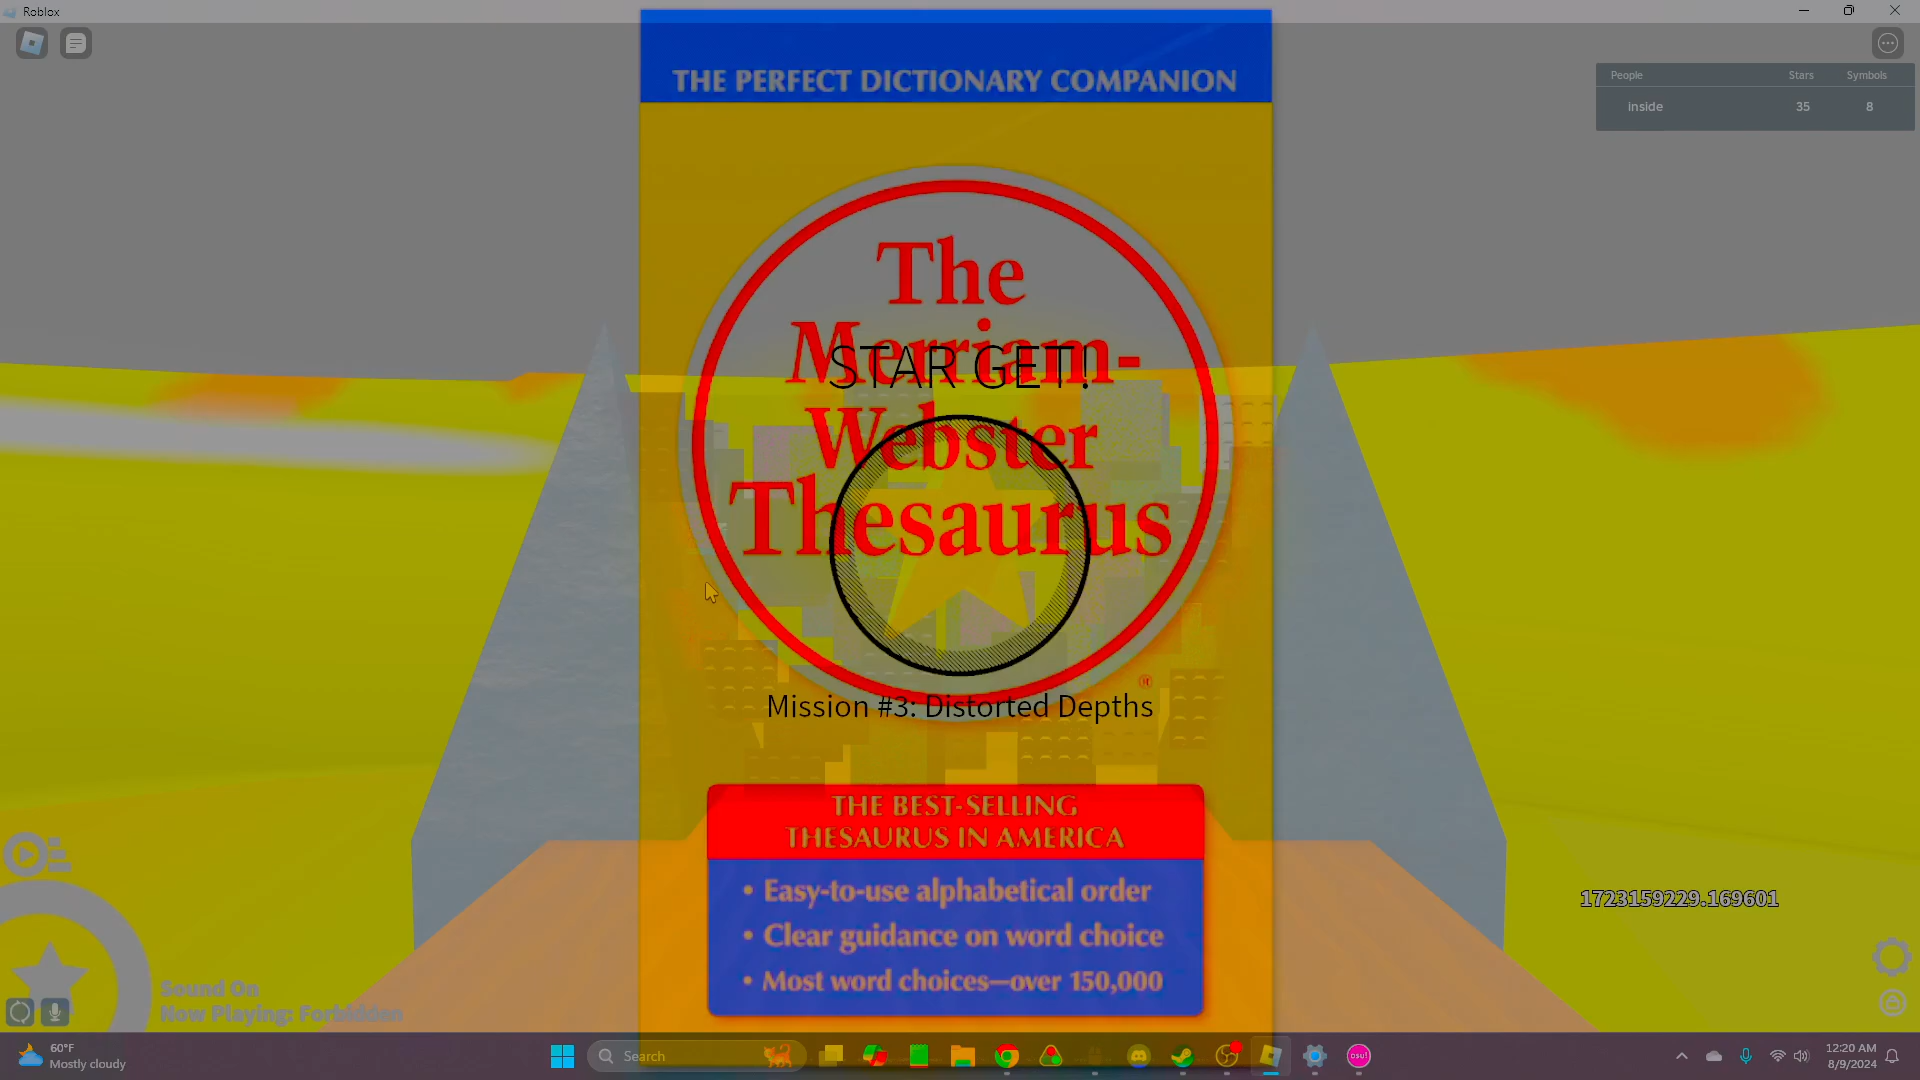 Roblox
THE PERFECT DICTIONARY COMPANION
People Stars Symbols
inside 35 8
The
Merriam-
STAR GET!
Webster
Thesaurus
®
Mission #3: Distorted Depths
THE BEST-SELLING
THESAURUS IN AMERICA
• Easy-to-use alphabetical order
• Clear guidance on word choice
• Most word choices—over 150,000
1723159229.169601
Sound On
Now Playing: Forbidden
60°F
Mostly cloudy
Search
osu!
12:20 AM
8/9/2024